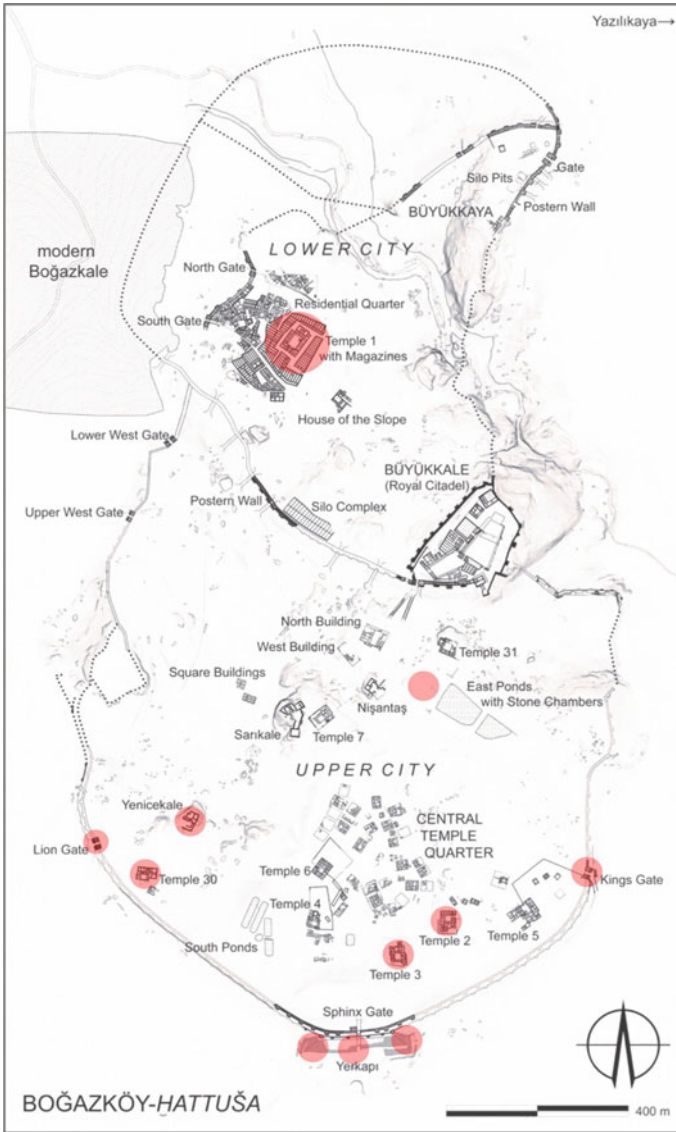 Yazılıkaya→
Gate
Silo Pits
Postern Wall
BÜYÜKKAYA
modern
Boğazkale
LOWER CITY
North Gate
Residential Quarter
South Gate
Temple 1
with Magazines
House of the Slope
Lower West Gate
BÜYÜKKALE
(Royal Citadel)
Postern Wall
Silo Complex
Upper West Gate
North Building
West Building
Temple 31
Square Buildings
Nişantaş
East Ponds
with Stone Chambers
Sarıkale
Temple 7
UPPER CITY
Yenicekale
CENTRAL
TEMPLE
QUARTER
Lion Gate
Temple 30
Temple 6
Kings Gate
Temple 4
Temple 2
Temple 5
South Ponds
Temple 3
Sphinx Gate
Yerkapı
BOĞAZKÖY-ḪATTUŠA
400 m